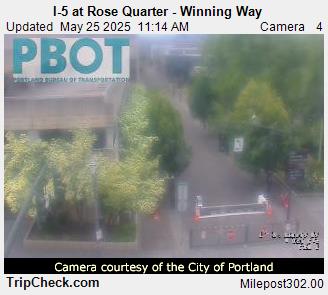 I-5 at Rose Quarter - Winning Way
Updated May 25 2025 11:14 AM Camera 4
PBOT
PORTLAND BUREAU OF TRANSPORTATION
Camera courtesy of the City of Portland
TripCheck.com Milepost302.00